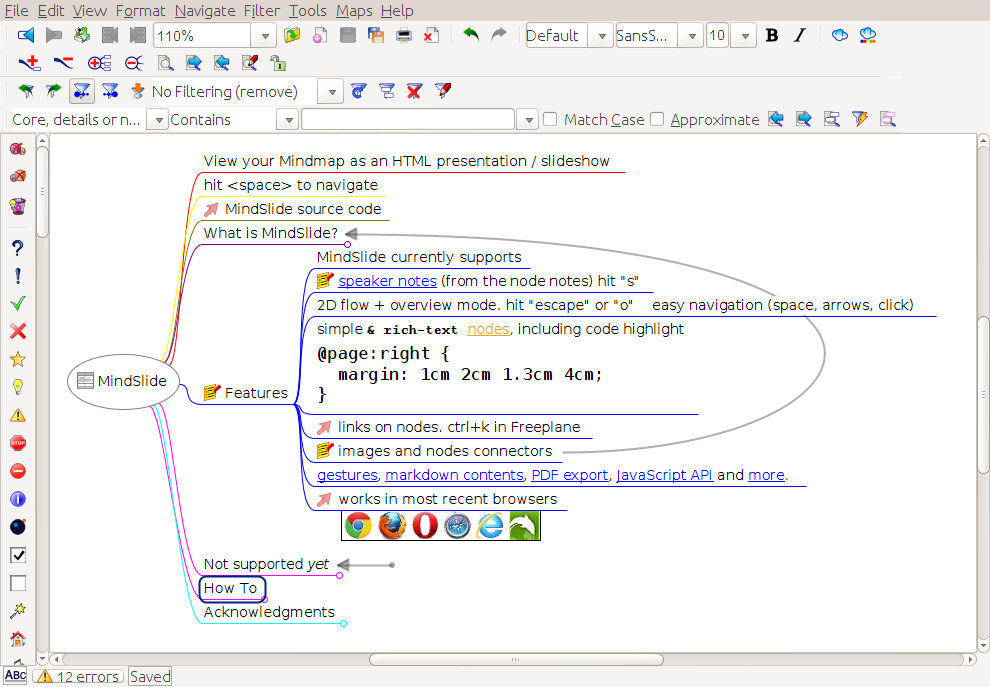 File Edit View Format Navigate Filter Tools Maps Help
110% Default SansS... 10 B I
No Filtering (remove)
Core, details or n... Contains Match Case Approximate
View your Mindmap as an HTML presentation / slideshow
hit <space> to navigate
MindSlide source code
What is MindSlide?
MindSlide currently supports
speaker notes (from the node notes) hit "s"
2D flow + overview mode. hit "escape" or "o" easy navigation (space, arrows, click)
simple & rich-text nodes, including code highlight
@page:right {
margin: 1cm 2cm 1.3cm 4cm;
}
MindSlide
Features
links on nodes. ctrl+k in Freeplane
images and nodes connectors
gestures, markdown contents, PDF export, JavaScript API and more.
works in most recent browsers
Not supported yet
How To
Acknowledgments
STOP
ABC 12 errors Saved